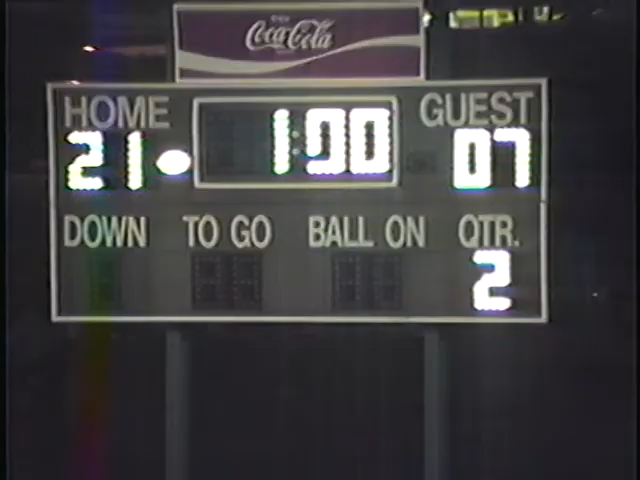 Coca-Cola
HOME 1:00 GUEST
21 07
DOWN TO GO BALL ON QTR.
2